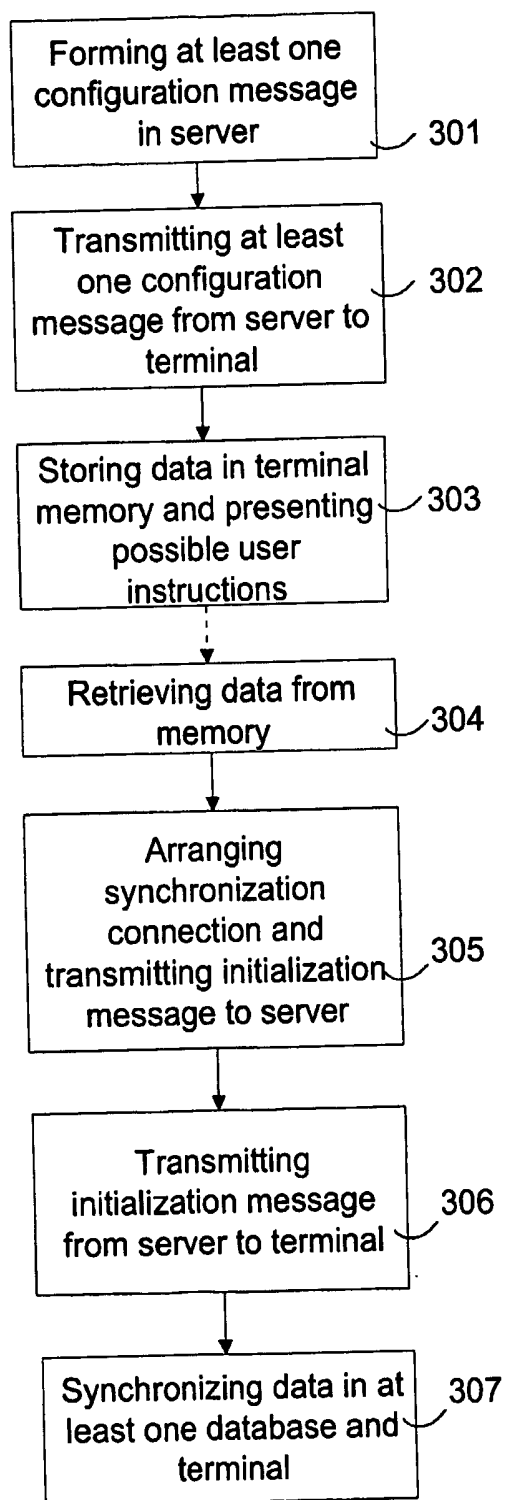 Forming at least one
configuration message
in server
301
Transmitting at least
one configuration
message from server to
terminal
302
Storing data in terminal
memory and presenting
possible user
instructions
303
Retrieving data from
memory
304
Arranging
synchronization
connection and
transmitting initialization
message to server
305
Transmitting
initialization message
from server to terminal
306
Synchronizing data in at
least one database and
terminal
307